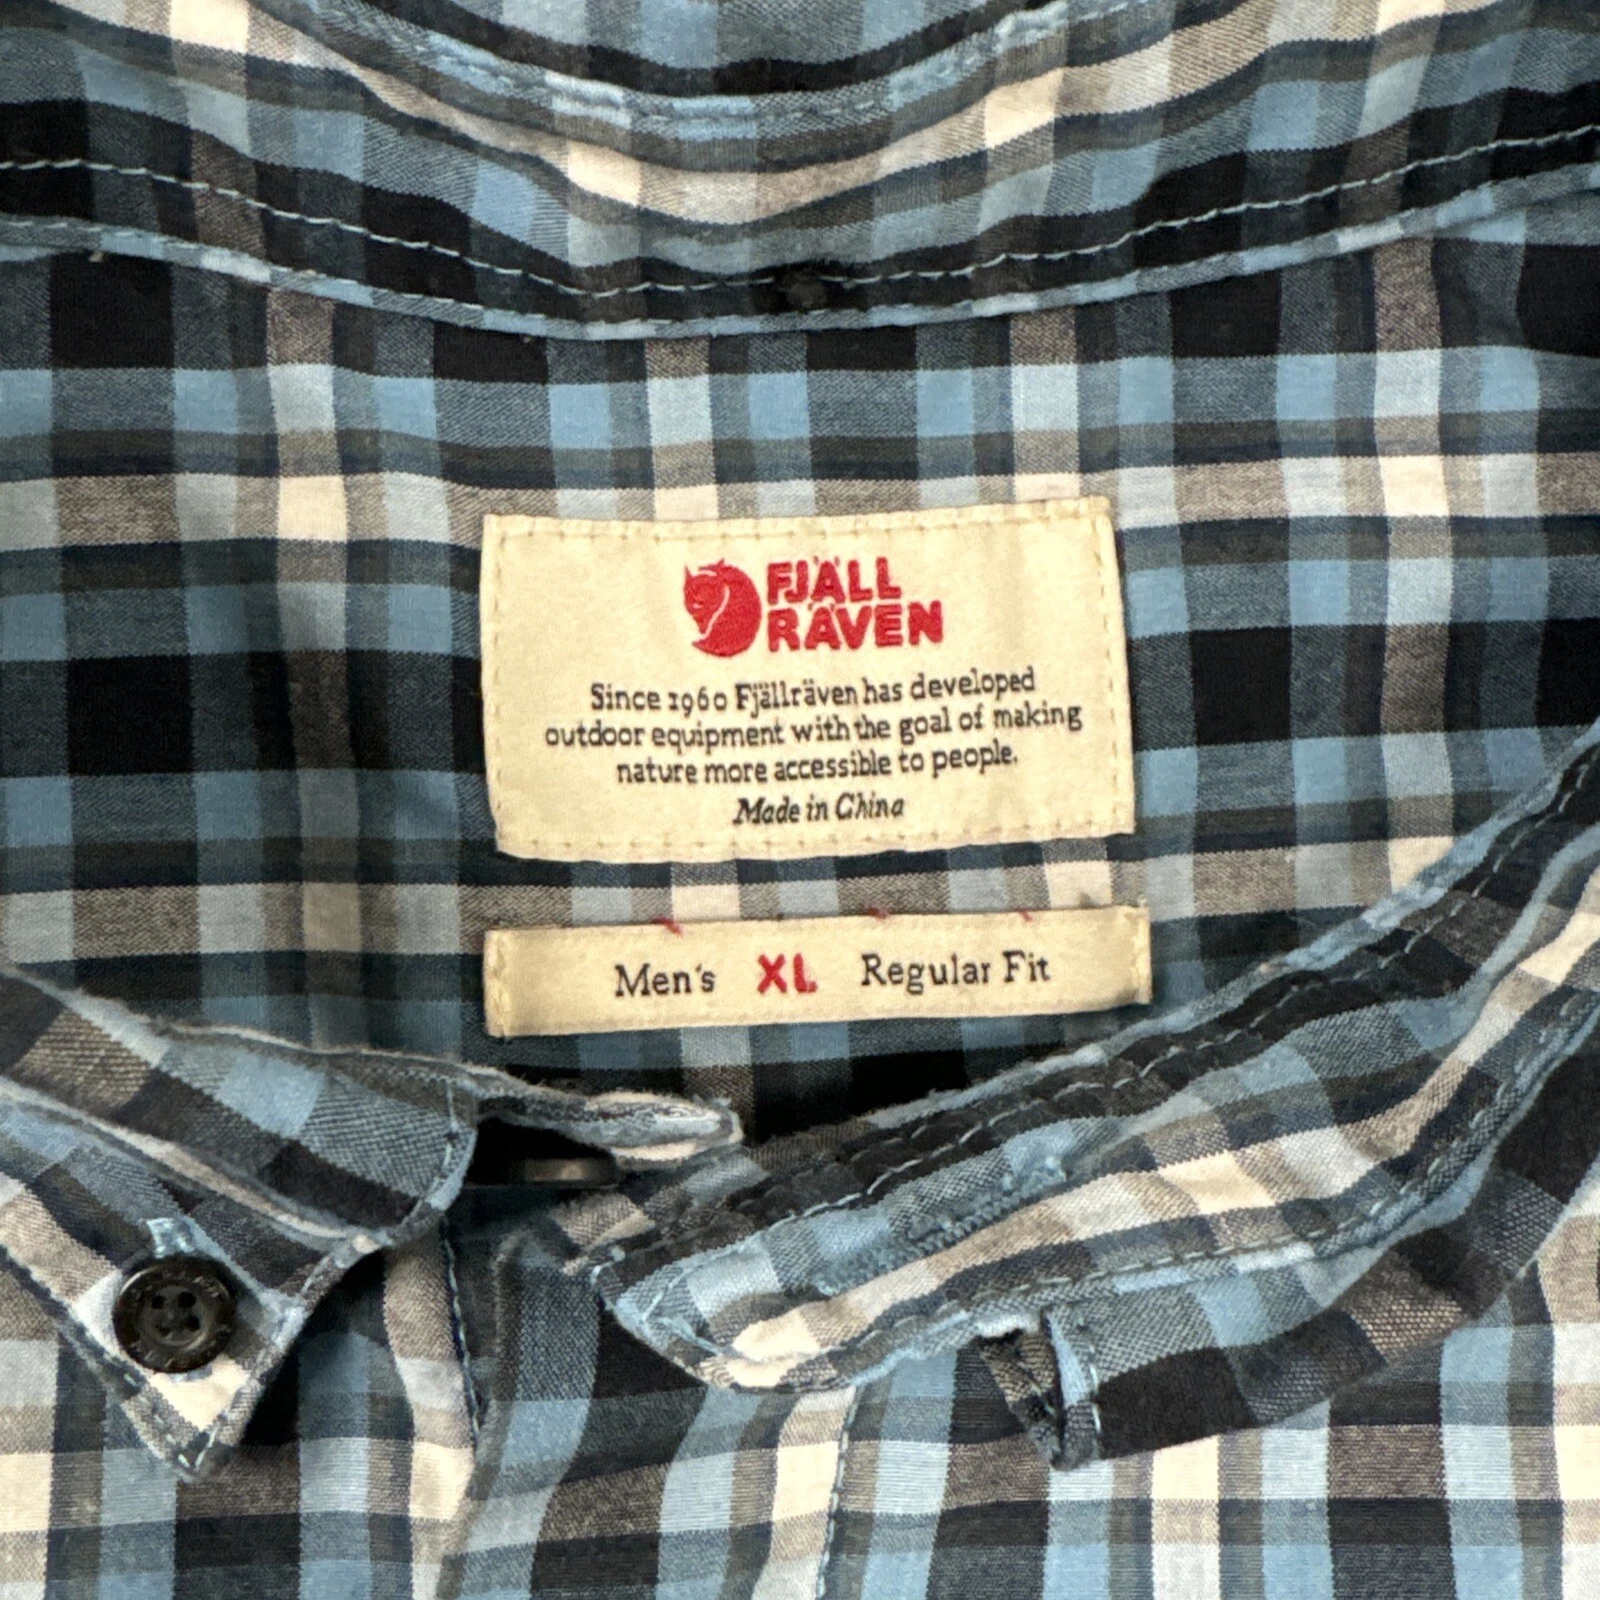 FJÄLL
RÄVEN
Since 1960 Fjällräven has developed
outdoor equipment with the goal of making
nature more accessible to people.
Made in China
Men's XL Regular Fit